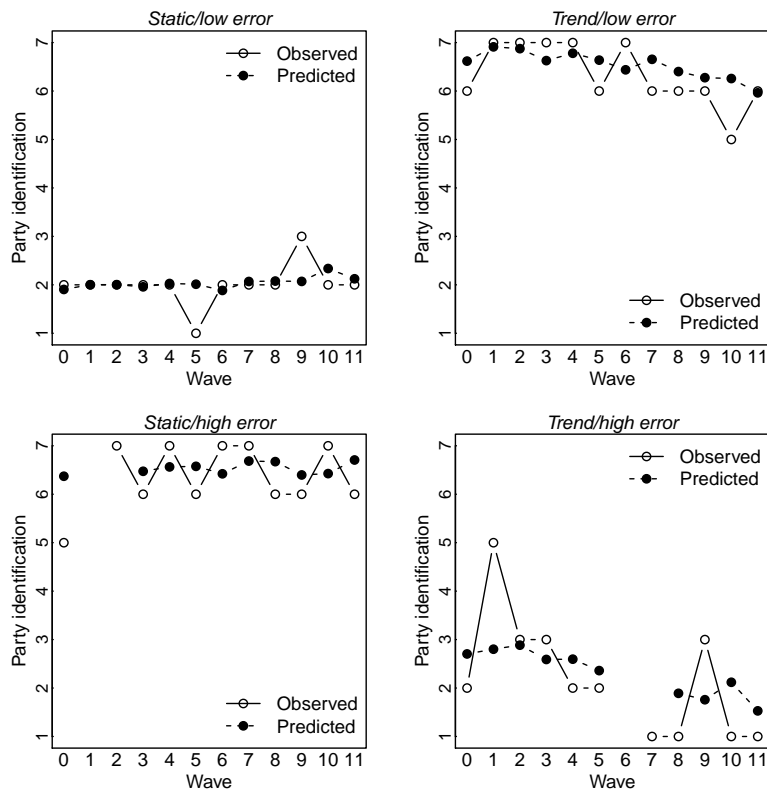 Static/low error
Observed
Predicted
Party identification
1 2 3 4 5 6 7
0 1 2 3 4 5 6 7 8 9 10 11
Wave
Trend/low error
Observed
Predicted
Party identification
1 2 3 4 5 6 7
0 1 2 3 4 5 6 7 8 9 10 11
Wave
Static/high error
Observed
Predicted
Party identification
1 2 3 4 5 6 7
0 1 2 3 4 5 6 7 8 9 10 11
Wave
Trend/high error
Observed
Predicted
Party identification
1 2 3 4 5 6 7
0 1 2 3 4 5 6 7 8 9 10 11
Wave